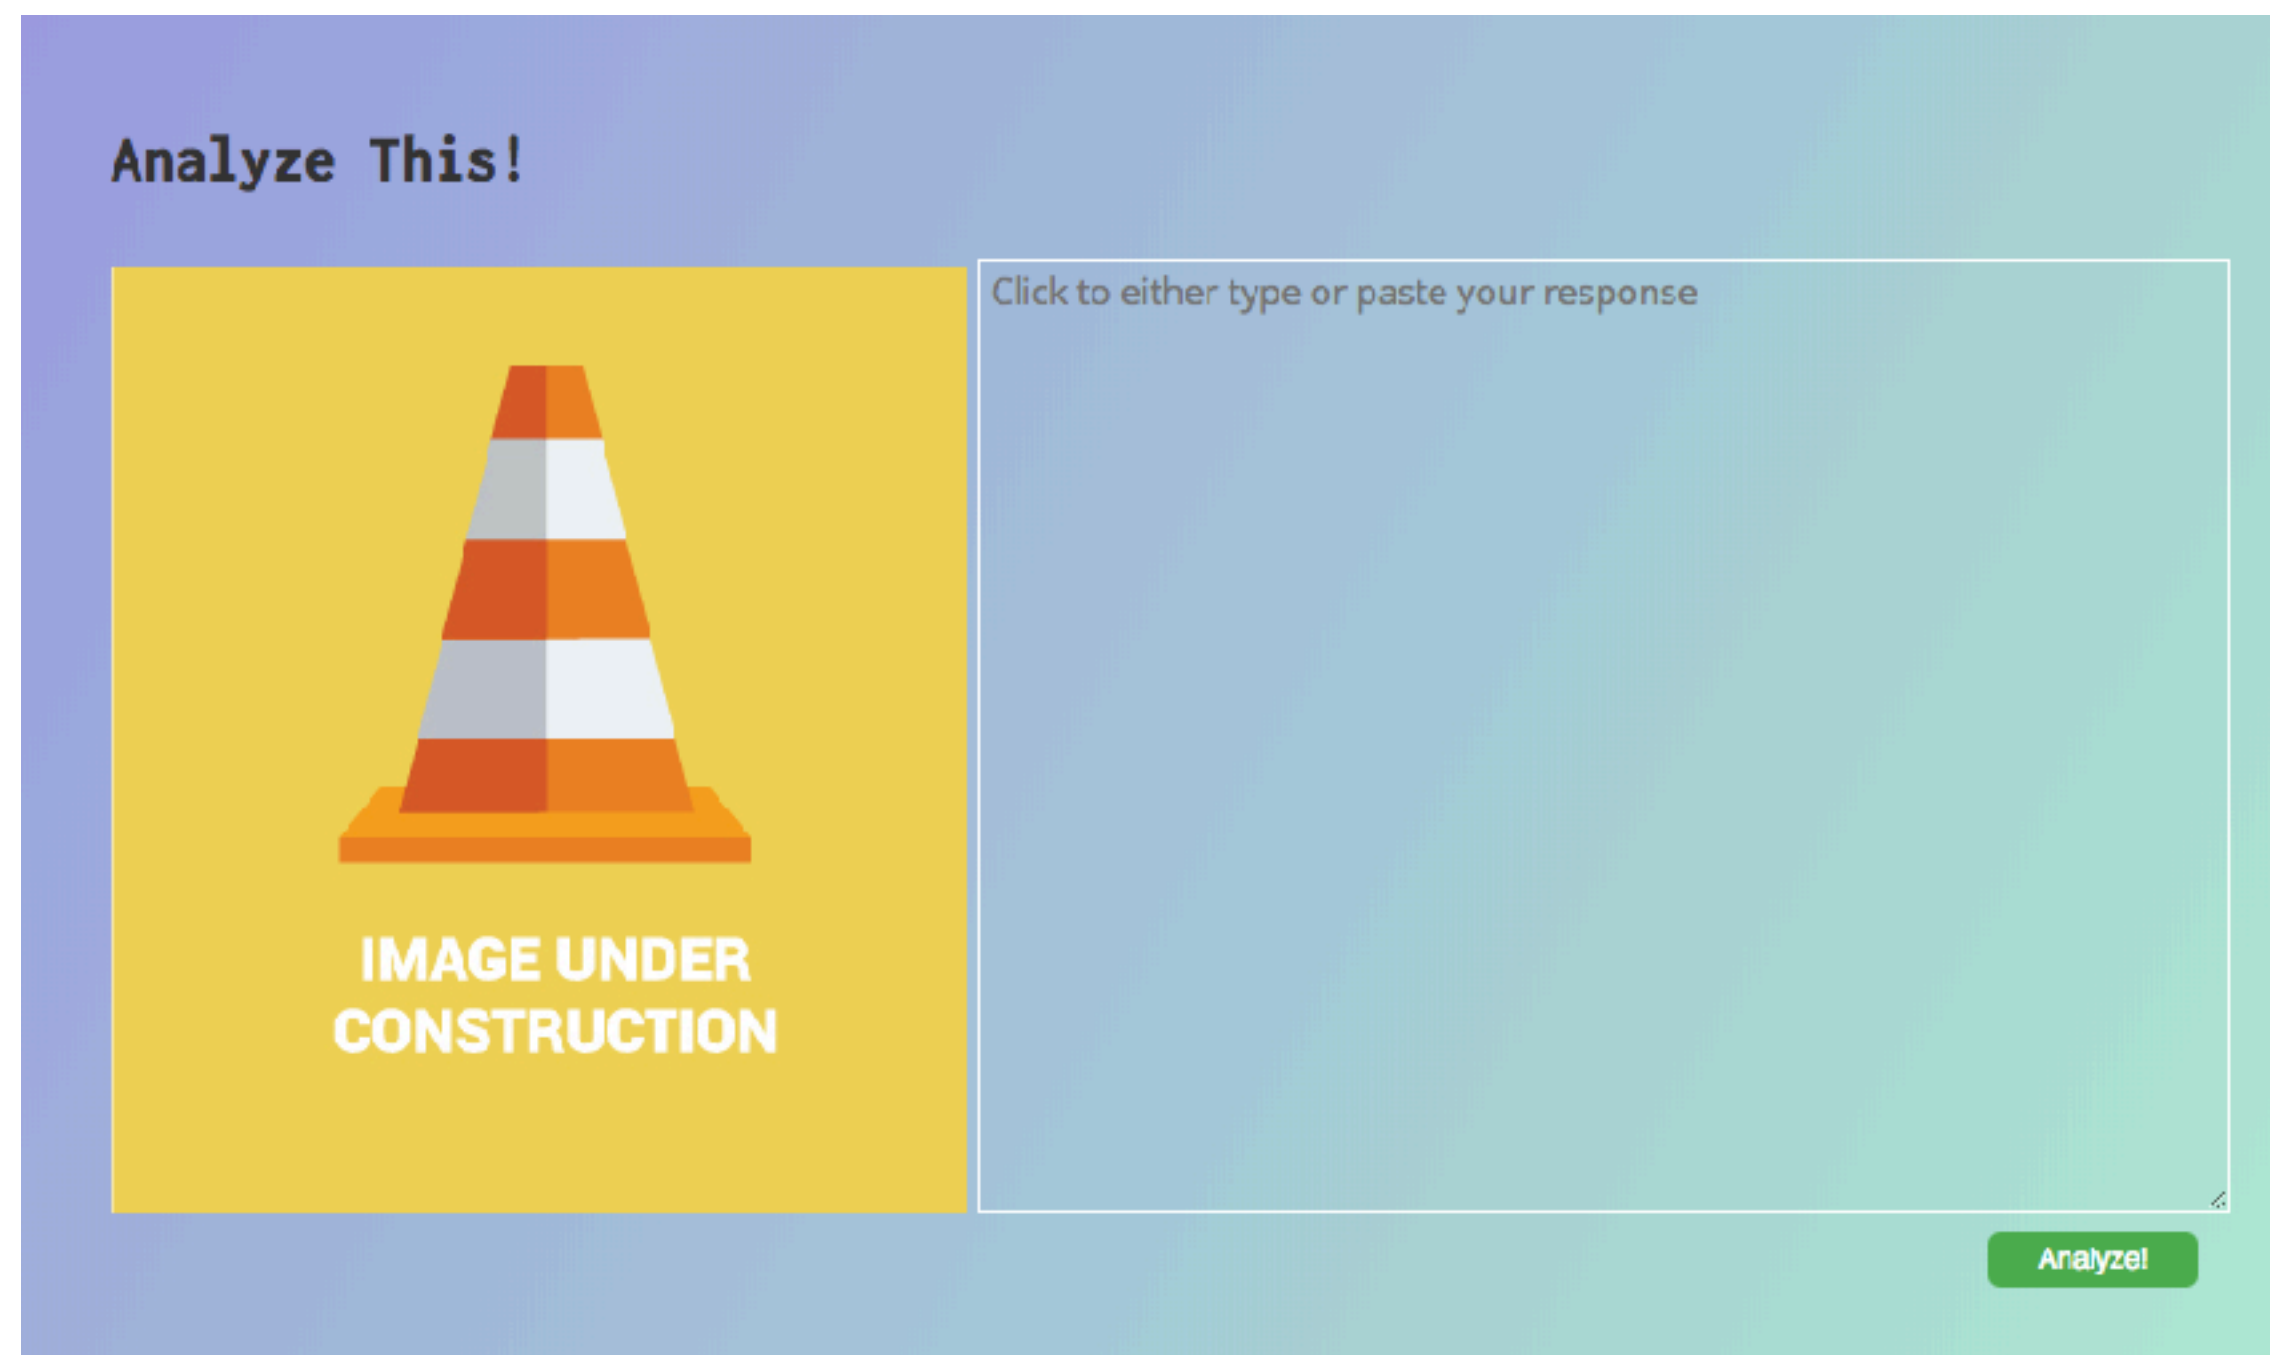 Analyze This!
Click to either type or paste your response
IMAGE UNDER
CONSTRUCTION
Analyze!